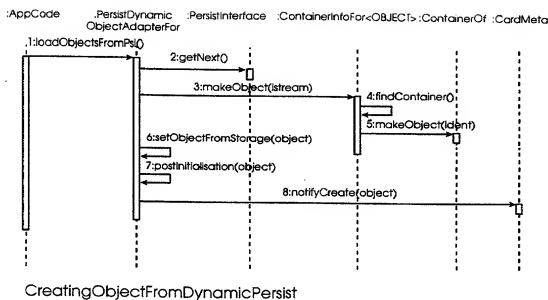 :AppCode :PersistDynamic :PersistInterface :ContainerInfoFor<OBJECT> :ContainerOf :CardMeta
ObjectAdapterFor
1:loadObjectsFromPsi()
2:getNext()
3:makeObject(istream)
4:findContainer()
5:makeObject(ident)
6:setObjectFromStorage(object)
7:postInitialisation(object)
8:notifyCreate(object)
CreatingObjectFromDynamicPersist